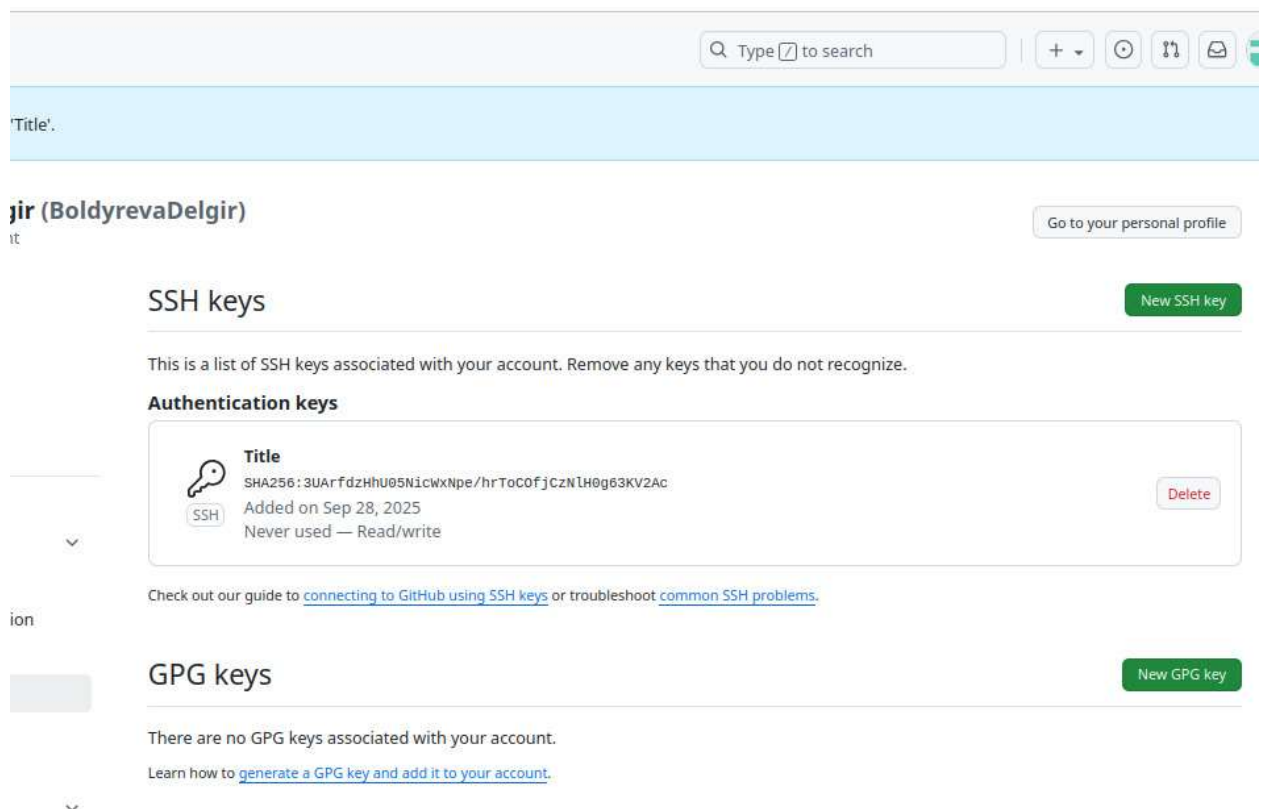 Type / to search
'Title'.
gir (BoldyrevaDelgir)
nt
Go to your personal profile
SSH keys
New SSH key
This is a list of SSH keys associated with your account. Remove any keys that you do not recognize.
Authentication keys
Title
SHA256:3UArfdzHhU05NicWxNpe/hrToCOfjCzNlH0g63KV2Ac
SSH
Added on Sep 28, 2025
Never used — Read/write
Delete
Check out our guide to connecting to GitHub using SSH keys or troubleshoot common SSH problems.
ion
GPG keys
New GPG key
There are no GPG keys associated with your account.
Learn how to generate a GPG key and add it to your account.